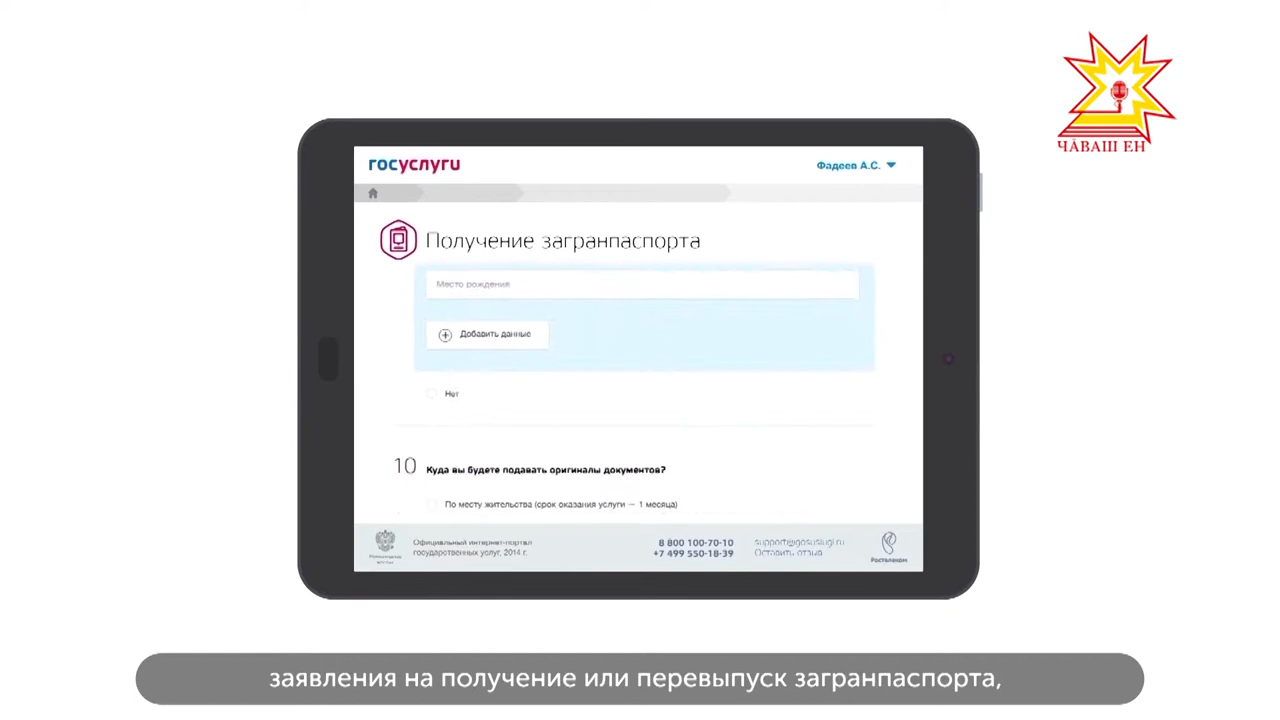 ЧӐВАШ ЕН
госуслуги
Фадеев А.С.
Получение загранпаспорта
Место рождения
Добавить данные
Нет
10 Куда вы будете подавать оригиналы документов?
По месту жительства (срок оказания услуги — 1 месяца)
Официальный интернет-портал
государственных услуг, 2014 г.
8 800 100-70-10
+7 499 550-18-39
support@gosuslugi.ru
Оставить отзыв
Ростелеком
заявления на получение или перевыпуск загранпаспорта,